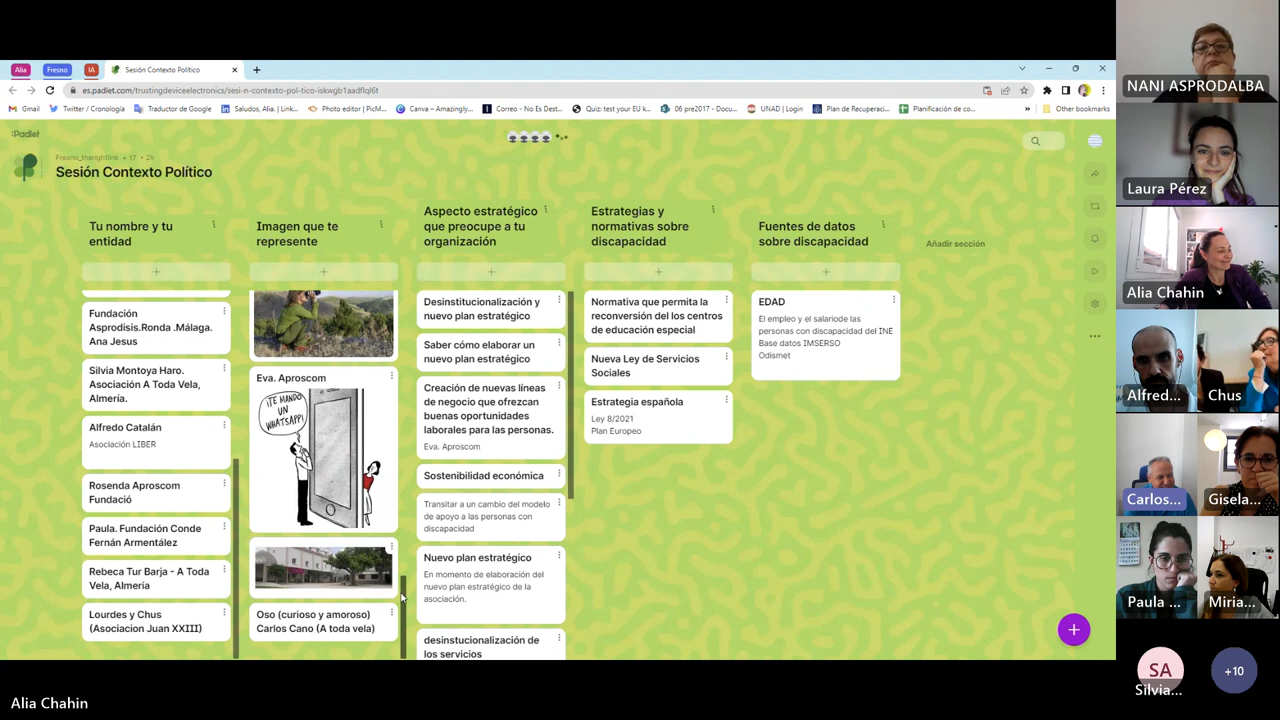 Alia
Fresno
IA
Sesión Contexto Político
es.padlet.com/trustingdeviceelectronics/sesi-n-contexto-pol-tico-iskwgb1aadflql6t
Gmail
Twitter / Cronología
Traductor de Google
Saludos, Alia. | Link...
Photo editor | PicM...
Canva – Amazingly...
Correo - No Es Dest...
Quiz: test your EU k...
06 pre2017 - Docu...
UNAD | Login
Plan de Recuperaci...
Planificación de co...
Other bookmarks
:Padlet
Fresno_therightlink + 17 • 2h
Sesión Contexto Político
Tu nombre y tu
entidad
Fundación
Asprodisis.Ronda .Málaga.
Ana Jesus
Silvia Montoya Haro.
Asociación A Toda Vela,
Almería.
Alfredo Catalán
Asociación LIBER
Rosenda Aproscom
Fundació
Paula. Fundación Conde
Fernán Armentález
Rebeca Tur Barja - A Toda
Vela, Almería
Lourdes y Chus
(Asociacion Juan XXIII)
Imagen que te
represente
Eva. Aproscom
¡TE MANDO
UN
WHATSAPP!
Oso (curioso y amoroso)
Carlos Cano (A toda vela)
Aspecto estratégico
que preocupe a tu
organización
Desinstitucionalización y
nuevo plan estratégico
Saber cómo elaborar un
nuevo plan estratégico
Creación de nuevas líneas
de negocio que ofrezcan
buenas oportunidades
laborales para las personas.
Eva. Aproscom
Sostenibilidad económica
Transitar a un cambio del modelo
de apoyo a las personas con
discapacidad
Nuevo plan estratégico
En momento de elaboración del
nuevo plan estratégico de la
asociación.
desinstucionalización de
los servicios
Estrategias y
normativas sobre
discapacidad
Normativa que permita la
reconversión del los centros
de educación especial
Nueva Ley de Servicios
Sociales
Estrategia española
Ley 8/2021
Plan Europeo
Fuentes de datos
sobre discapacidad
EDAD
El empleo y el salariode las
personas con discapacidad del INE
Base datos IMSERSO
Odismet
Añadir sección
NANI ASPRODALBA
Laura Pérez
Alia Chahin
Alfred...
Chus
Carlos...
Gisela...
Paula ...
Miria...
SA
Silvia...
+10
Alia Chahin